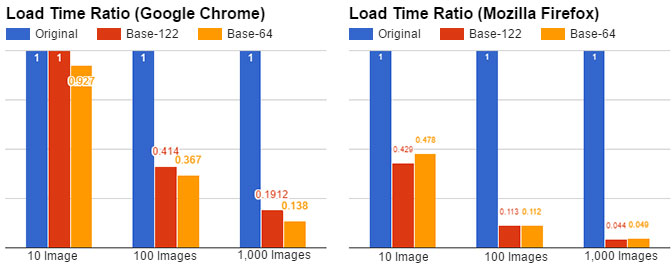 Load Time Ratio (Google Chrome)
Original Base-122 Base-64
1 1 0.927
1 0.414 0.367
1 0.1912 0.138
10 Image 100 Images 1,000 Images
Load Time Ratio (Mozilla Firefox)
Original Base-122 Base-64
1 0.429 0.478
1 0.113 0.112
1 0.044 0.049
10 Image 100 Images 1,000 Images